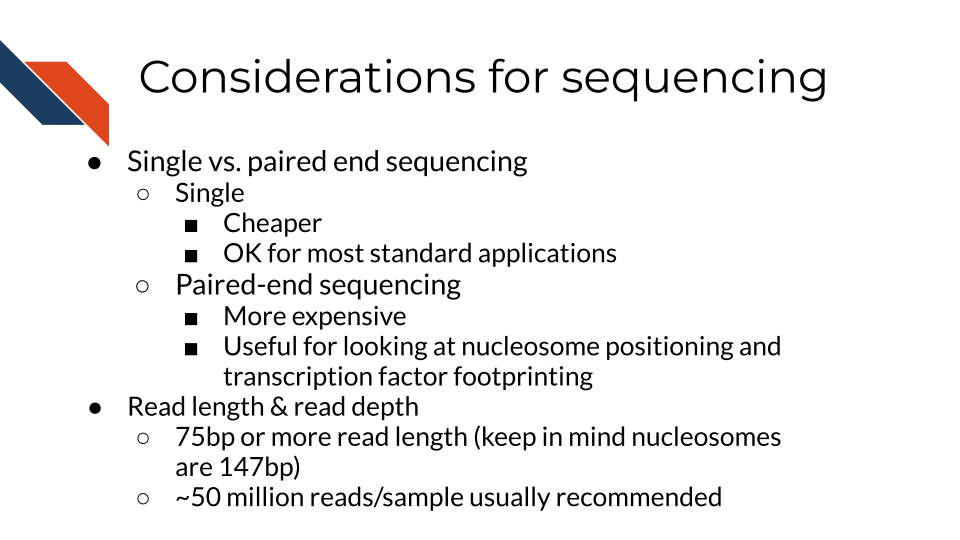 Considerations for sequencing
● Single vs. paired end sequencing
○ Single
■ Cheaper
■ OK for most standard applications
○ Paired-end sequencing
■ More expensive
■ Useful for looking at nucleosome positioning and
transcription factor footprinting
● Read length & read depth
○ 75bp or more read length (keep in mind nucleosomes
are 147bp)
○ ~50 million reads/sample usually recommended